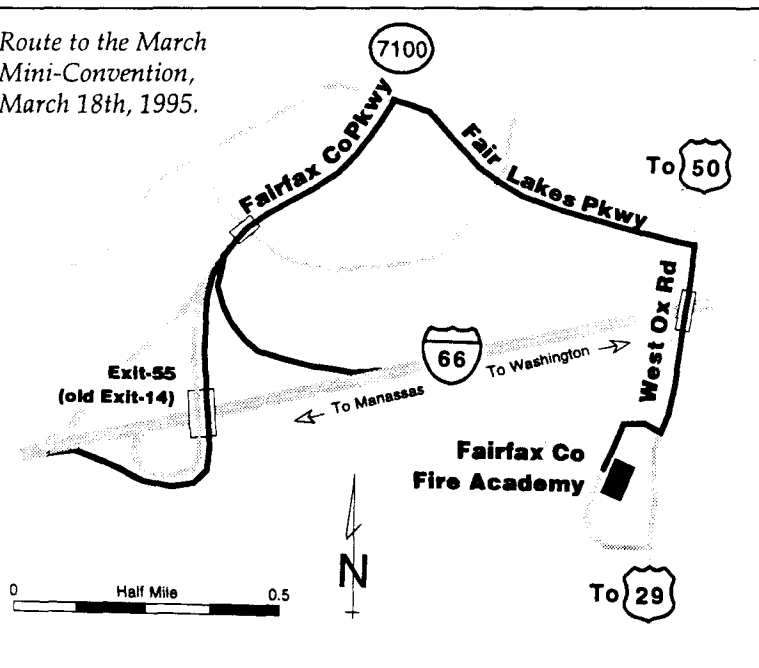 Route to the March
Mini-Convention,
March 18th, 1995.
7100
Fairfax CoPkwy
Fair Lakes Pkwy
To 50
West Ox Rd
66
To Washington
To Manassas
Exit-55
(old Exit-14)
Fairfax Co
Fire Academy
N
0 Half Mile 0.5
To 29